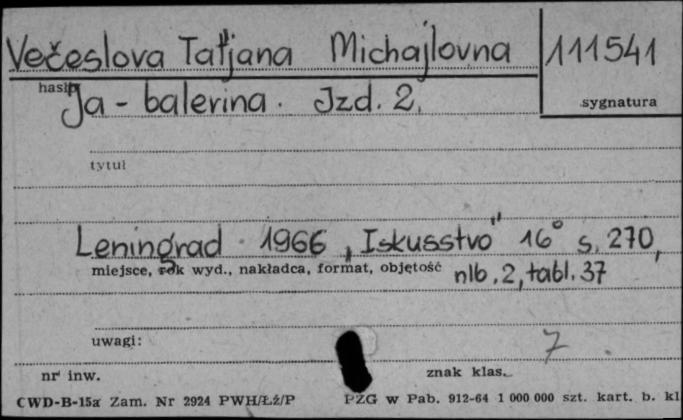 Večeslova Tat'jana Michajlovna 111541
hasło
sygnatura
Ja - balerina. Izd. 2.
tytuł
Leningrad 1966 „Iskusstvo" 16° s. 270,
miejsce, rok wyd., nakładca, format, objętość nlb. 2, tabl. 37
uwagi:
7
nr inw. znak klas.
CWD-B-15a Zam. Nr 2924 PWH/Łź/P PZG w Pab. 912-64 1 000 000 szt. kart. b. kl